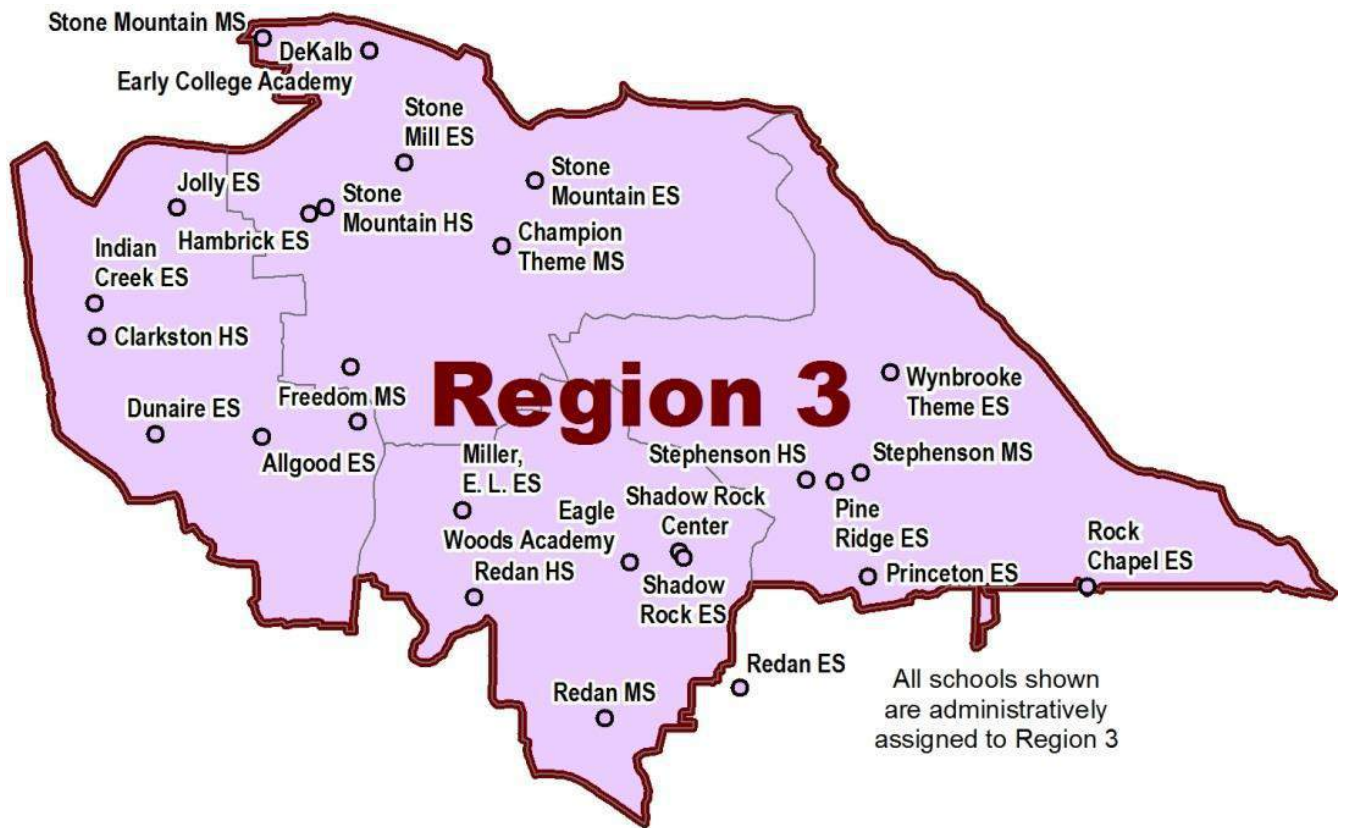 Stone Mountain MS
DeKalb
Early College Academy
Stone
Mill ES
Stone
Mountain ES
Jolly ES
Stone
Mountain HS
Hambrick ES
Champion
Theme MS
Indian
Creek ES
Clarkston HS
Region 3
Wynbrooke
Theme ES
Freedom MS
Dunaire ES
Allgood ES
Miller,
E. L. ES
Stephenson HS
Stephenson MS
Eagle
Woods Academy
Shadow Rock
Center
Pine
Ridge ES
Rock
Chapel ES
Redan HS
Shadow
Rock ES
Princeton ES
Redan ES
Redan MS
All schools shown
are administratively
assigned to Region 3